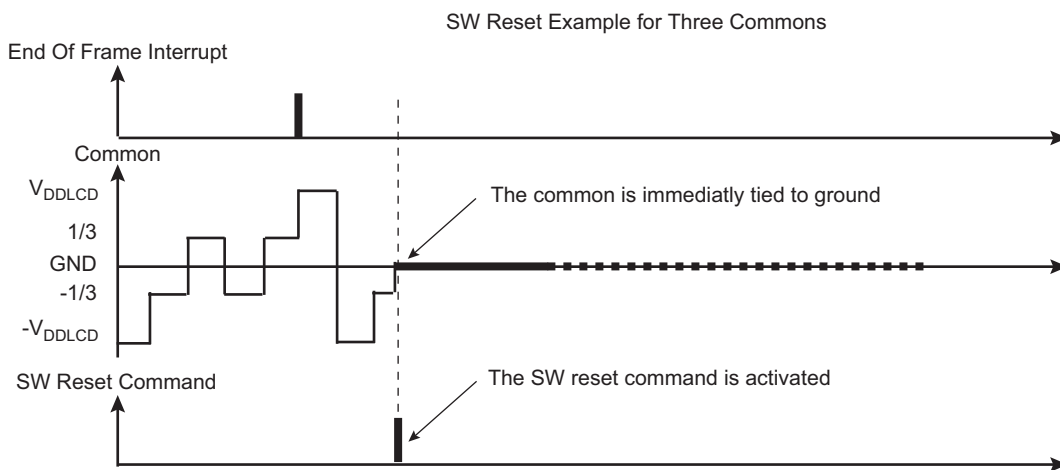 SW Reset Example for Three Commons
End Of Frame Interrupt
Common
VDDLCD
The common is immediatly tied to ground
1/3
GND
-1/3
-VDDLCD
SW Reset Command
The SW reset command is activated